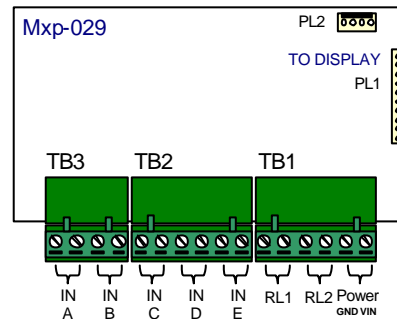 Mxp-029
PL2
TO DISPLAY
PL1
TB3 TB2 TB1
IN IN IN IN IN RL1 RL2 Power
A B C D E GND VIN